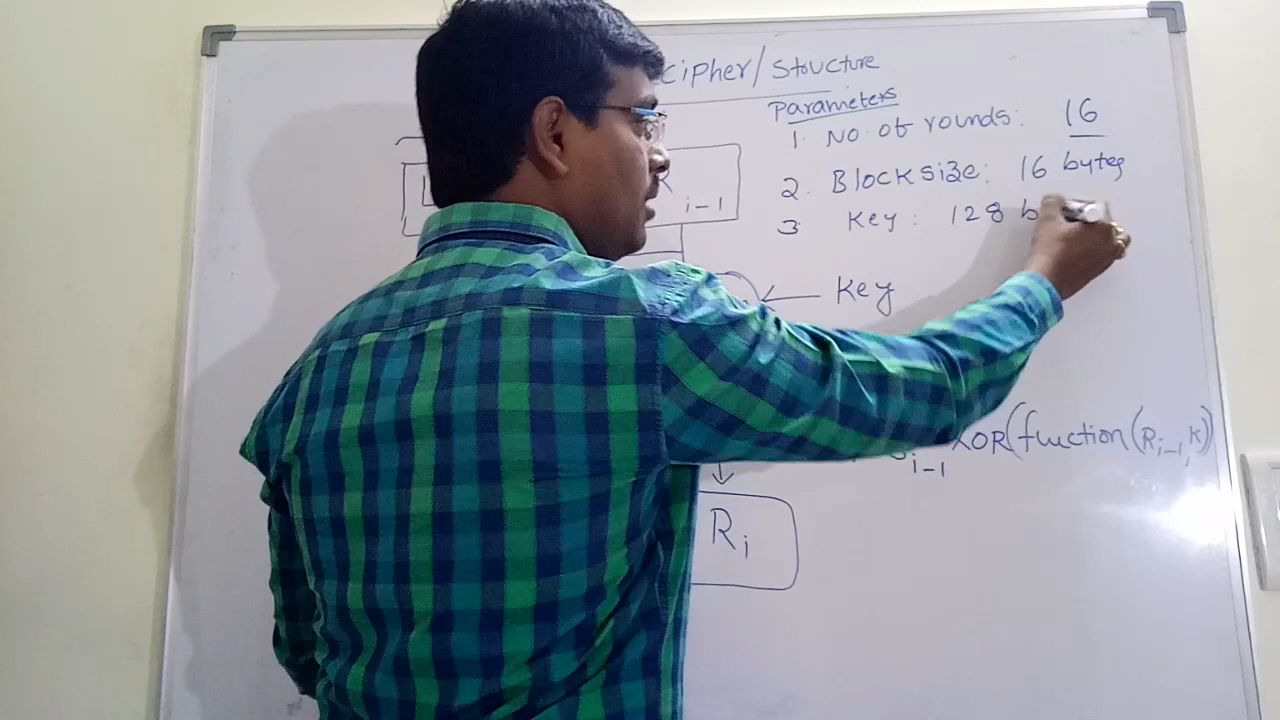 cipher/structure
Parameters
1. No. of rounds: 16
2. Block size: 16 bytes
3. Key: 128 b
R i-1
Key
i-1 XOR(function(Ri-1, K)
Ri